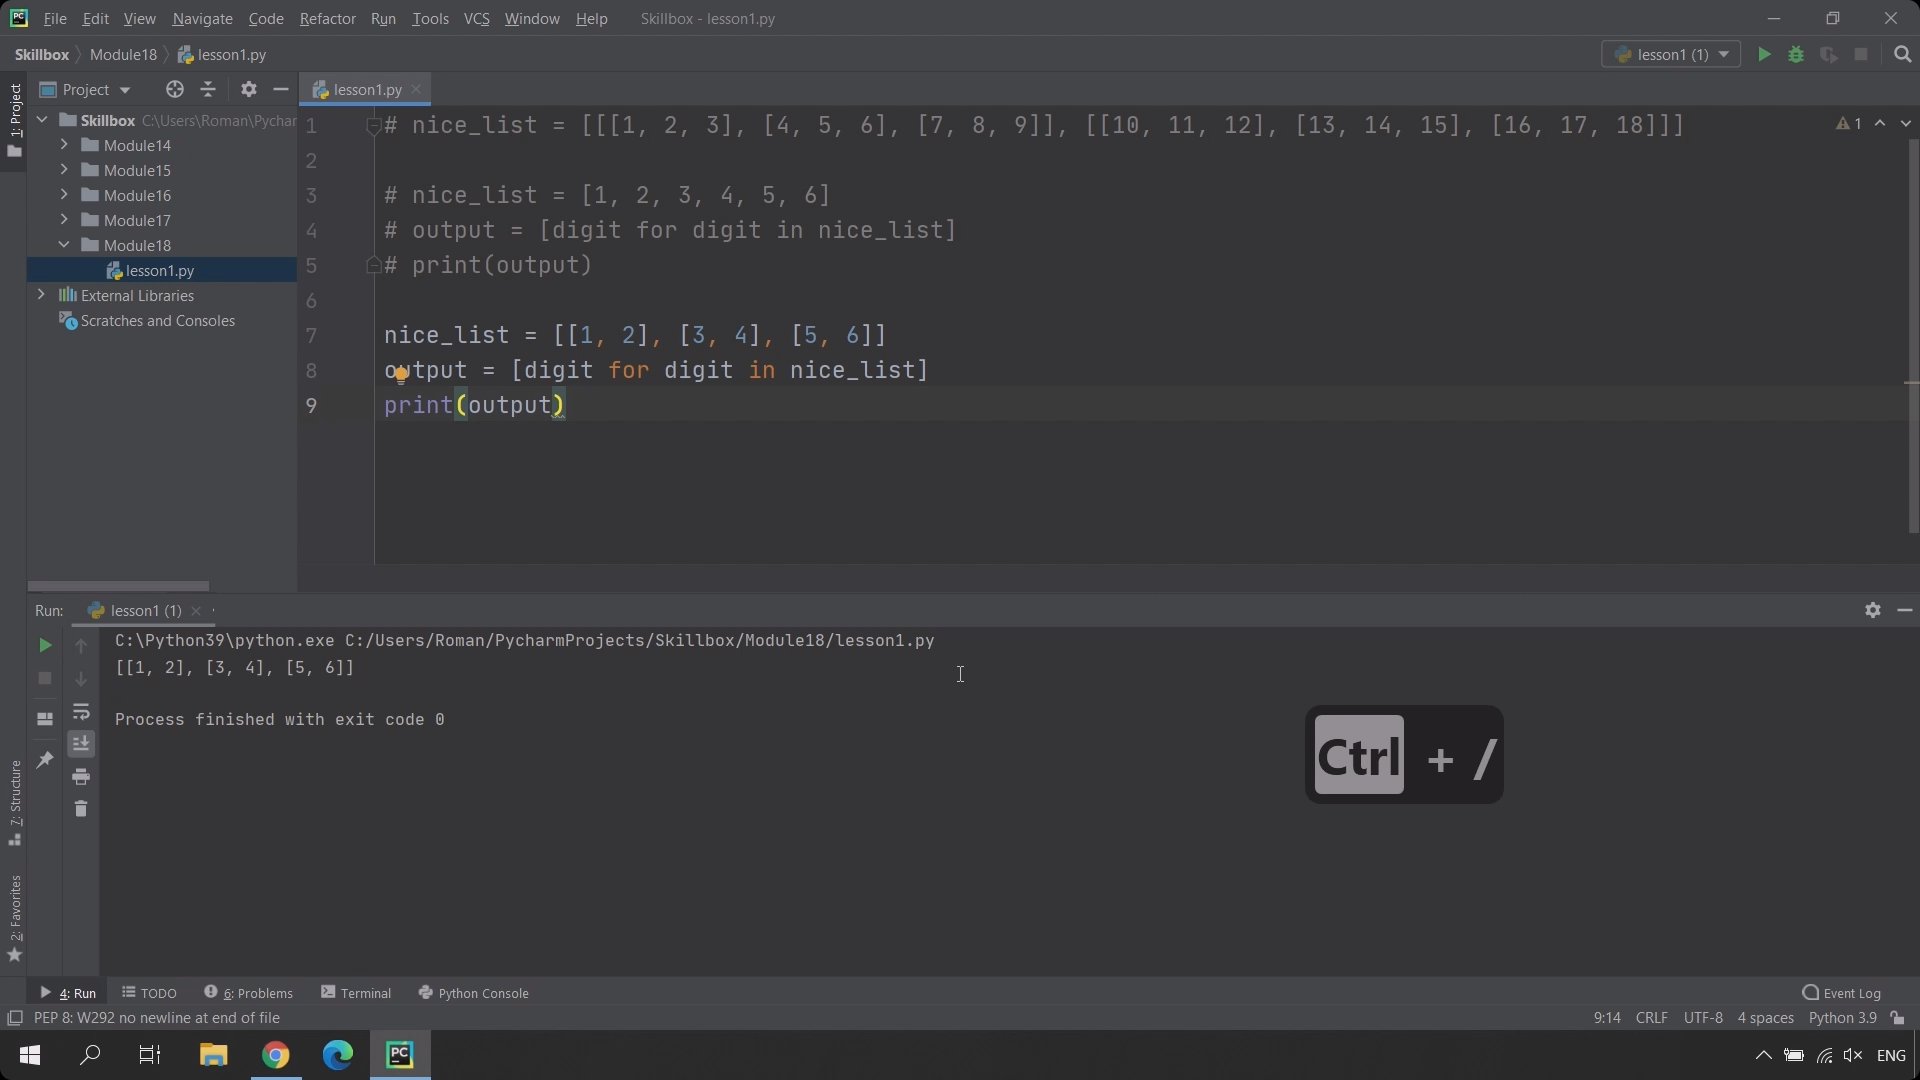 File Edit View Navigate Code Refactor Run Tools VCS Window Help Skillbox - lesson1.py
Skillbox Module18 lesson1.py lesson1 (1)
1: Project
Project
lesson1.py
Skillbox C:\Users\Roman\Pychar
Module14
Module15
Module16
Module17
Module18
lesson1.py
External Libraries
Scratches and Consoles
1 # nice_list = [[[1, 2, 3], [4, 5, 6], [7, 8, 9]], [[10, 11, 12], [13, 14, 15], [16, 17, 18]]]
1
2
3 # nice_list = [1, 2, 3, 4, 5, 6]
4 # output = [digit for digit in nice_list]
5 # print(output)
6
7 nice_list = [[1, 2], [3, 4], [5, 6]]
8 output = [digit for digit in nice_list]
9 print(output)
Run: lesson1 (1)
C:\Python39\python.exe C:/Users/Roman/PycharmProjects/Skillbox/Module18/lesson1.py
[[1, 2], [3, 4], [5, 6]]
Process finished with exit code 0
Ctrl + /
7: Structure
2: Favorites
4: Run TODO 6: Problems Terminal Python Console Event Log
PEP 8: W292 no newline at end of file 9:14 CRLF UTF-8 4 spaces Python 3.9
PC ENG